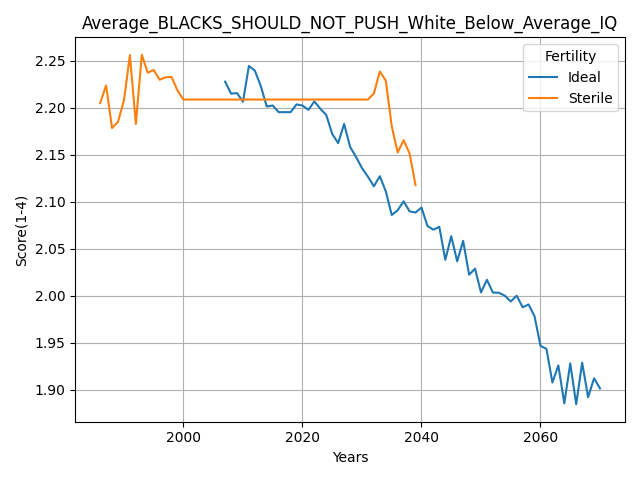 Average_BLACKS_SHOULD_NOT_PUSH_White_Below_Average_IQ
Fertility
Ideal
Sterile
Score(1-4)
2.25
2.20
2.15
2.10
2.05
2.00
1.95
1.90
2000
2020
2040
2060
Years